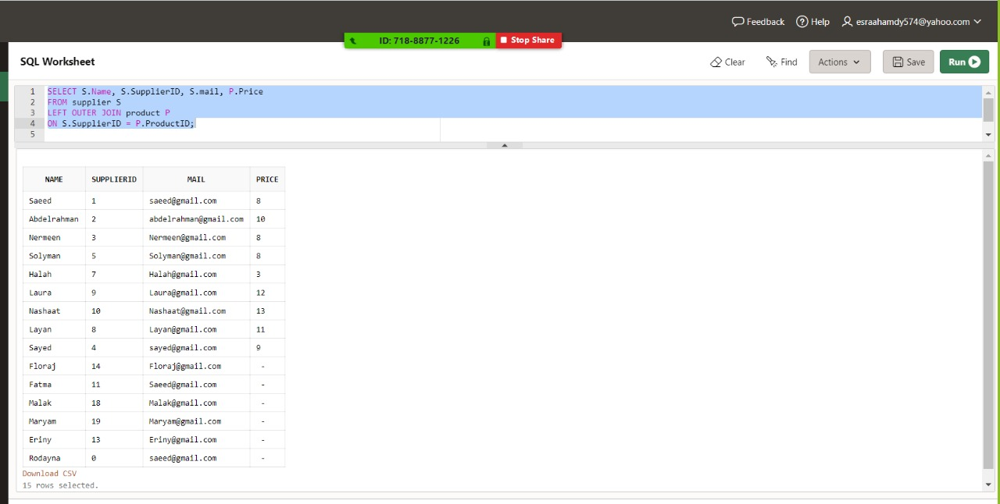 Feedback Help esraahamdy574@yahoo.com
ID: 718-8877-1226 Stop Share
SQL Worksheet Clear Find Actions Save Run
1 SELECT S.Name, S.SupplierID, S.mail, P.Price
2 FROM supplier S
3 LEFT OUTER JOIN product P
4 ON S.SupplierID = P.ProductID;
5
NAME SUPPLIERID MAIL PRICE
Saeed 1 saeed@gmail.com 8
Abdelrahman 2 abdelrahman@gmail.com 10
Nermeen 3 Nermeen@gmail.com 8
Solyman 5 Solyman@gmail.com 8
Halah 7 Halah@gmail.com 3
Laura 9 Laura@gmail.com 12
Nashaat 10 Nashaat@gmail.com 13
Layan 8 Layan@gmail.com 11
Sayed 4 sayed@gmail.com 9
Floraj 14 Floraj@gmail.com -
Fatma 11 Saeed@gmail.com -
Malak 18 Malak@gmail.com -
Maryam 19 Maryam@gmail.com -
Eriny 13 Eriny@gmail.com -
Rodayna 0 saeed@gmail.com -
Download CSV
15 rows selected.